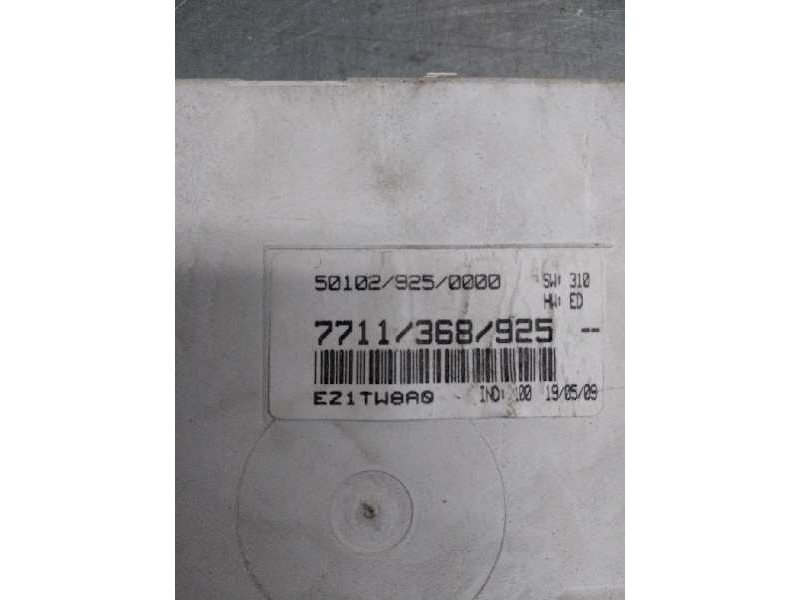 50102/925/0000 SW: 310
HW: ED
7711/368/925 --
EZ1TW8A0 IND: 100 19/05/09